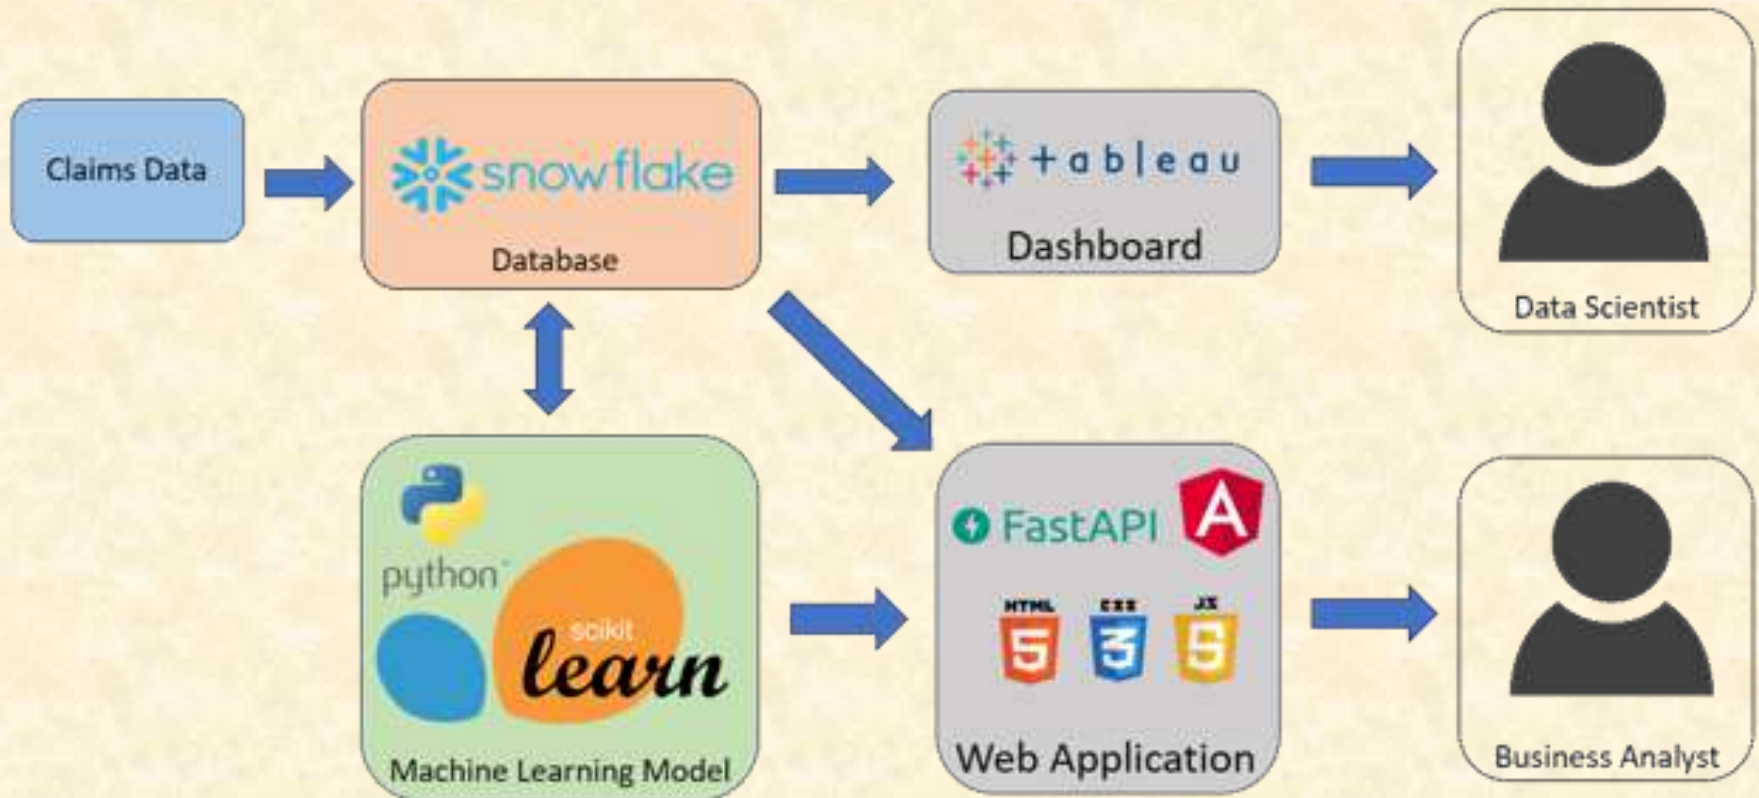 Claims Data
snowflake
Database
+ a b | e a u
Dashboard
Data Scientist
python
scikit
learn
Machine Learning Model
FastAPI
A
HTML
5
CSS
3
JS
5
Web Application
Business Analyst